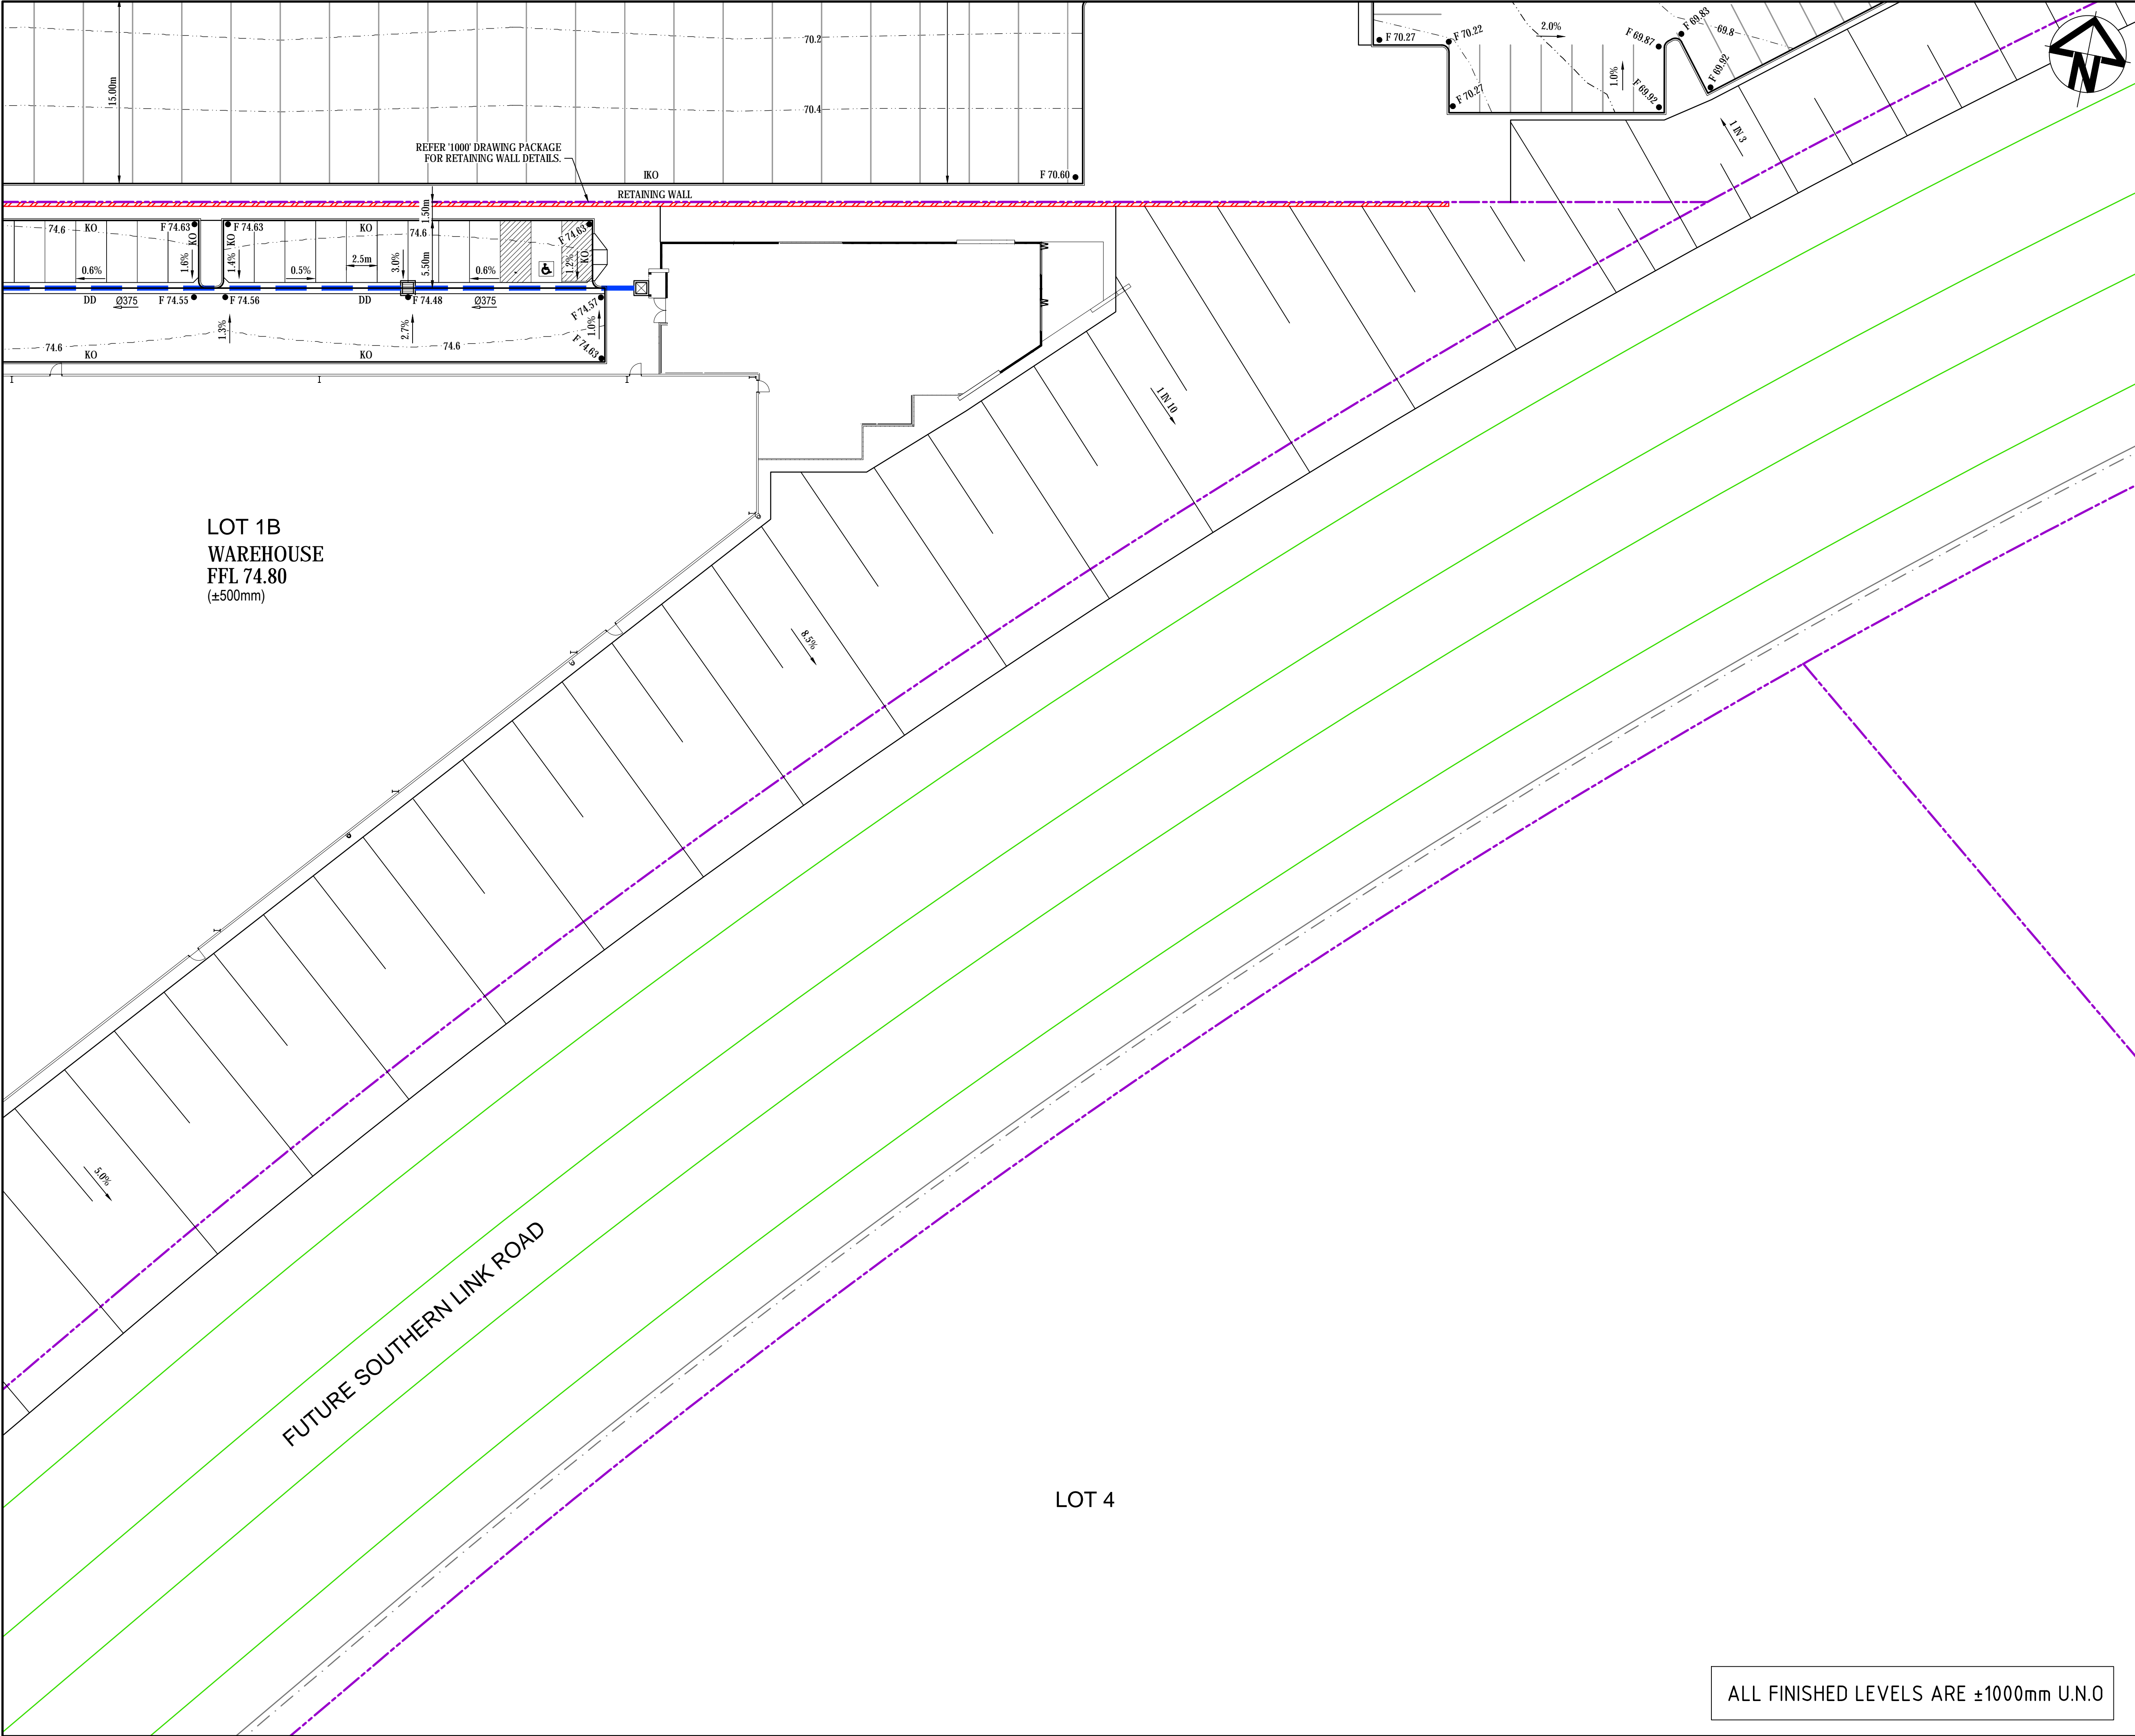 70.2
15.00m
70.4
REFER '1000' DRAWING PACKAGE
FOR RETAINING WALL DETAILS.
IKO
F 70.60
RETAINING WALL
F 70.27
F 70.22
2.0%
F 69.87
F 69.83
69.8
F 70.27
1.0%
F 69.92
F 69.92
1 IN 3
N
74.6
KO
F 74.63
KO
1.6%
F 74.63
KO
1.4%
KO
74.6
1.50m
F 74.63
KO
0.6%
0.5%
2.5m
3.0%
5.50m
0.6%
1.2%
DD
Ø375
F 74.55
F 74.56
DD
F 74.48
Ø375
F 74.57
1.3%
2.7%
1.0%
74.6
KO
KO
74.6
F 74.63
W
W
1 IN 10
LOT 1B
WAREHOUSE
FFL 74.80
(±500mm)
8.5%
5.0%
FUTURE SOUTHERN LINK ROAD
LOT 4
ALL FINISHED LEVELS ARE ±1000mm U.N.O